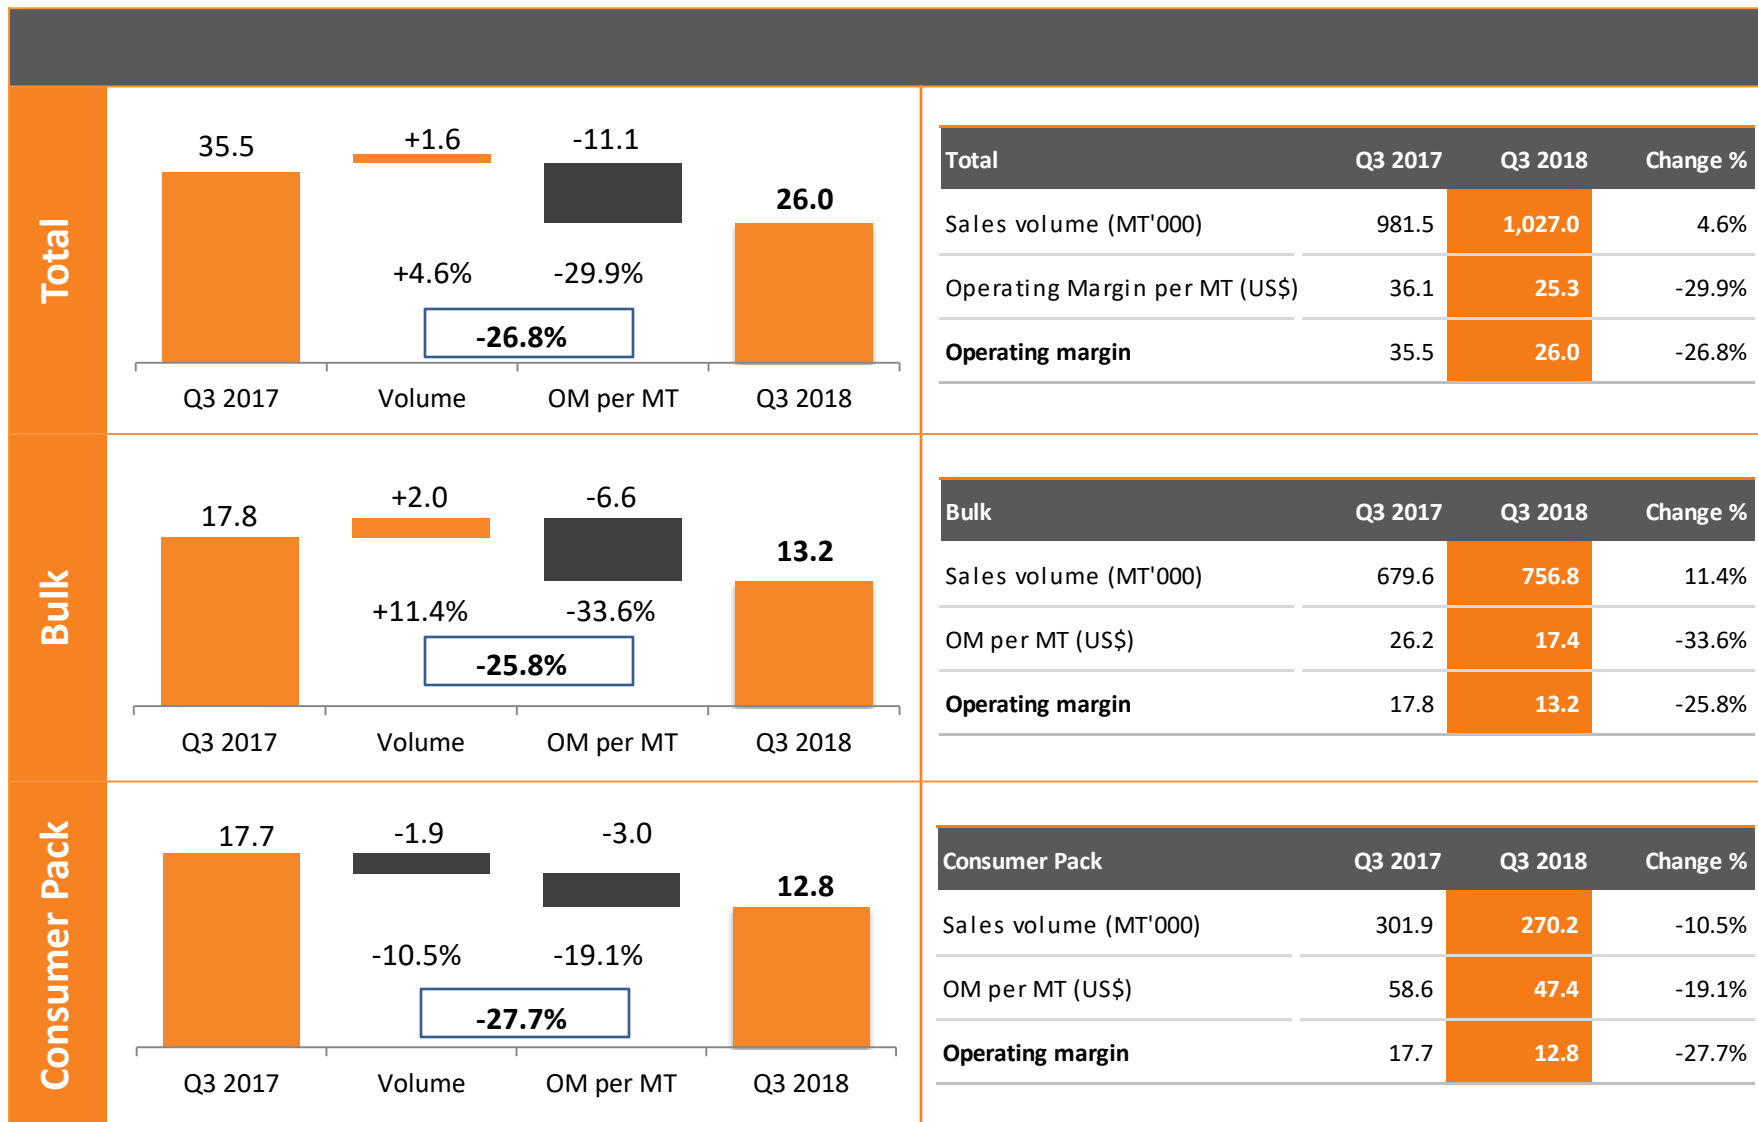 Total
35.5
+1.6
-11.1
26.0
+4.6%
-29.9%
-26.8%
Q3 2017
Volume
OM per MT
Q3 2018
Total Q3 2017 Q3 2018 Change %
Sales volume (MT'000) 981.5 1,027.0 4.6%
Operating Margin per MT (US$) 36.1 25.3 -29.9%
Operating margin 35.5 26.0 -26.8%
Bulk
17.8
+2.0
-6.6
13.2
+11.4%
-33.6%
-25.8%
Q3 2017
Volume
OM per MT
Q3 2018
Bulk Q3 2017 Q3 2018 Change %
Sales volume (MT'000) 679.6 756.8 11.4%
OM per MT (US$) 26.2 17.4 -33.6%
Operating margin 17.8 13.2 -25.8%
Consumer Pack
17.7
-1.9
-3.0
12.8
-10.5%
-19.1%
-27.7%
Q3 2017
Volume
OM per MT
Q3 2018
Consumer Pack Q3 2017 Q3 2018 Change %
Sales volume (MT'000) 301.9 270.2 -10.5%
OM per MT (US$) 58.6 47.4 -19.1%
Operating margin 17.7 12.8 -27.7%